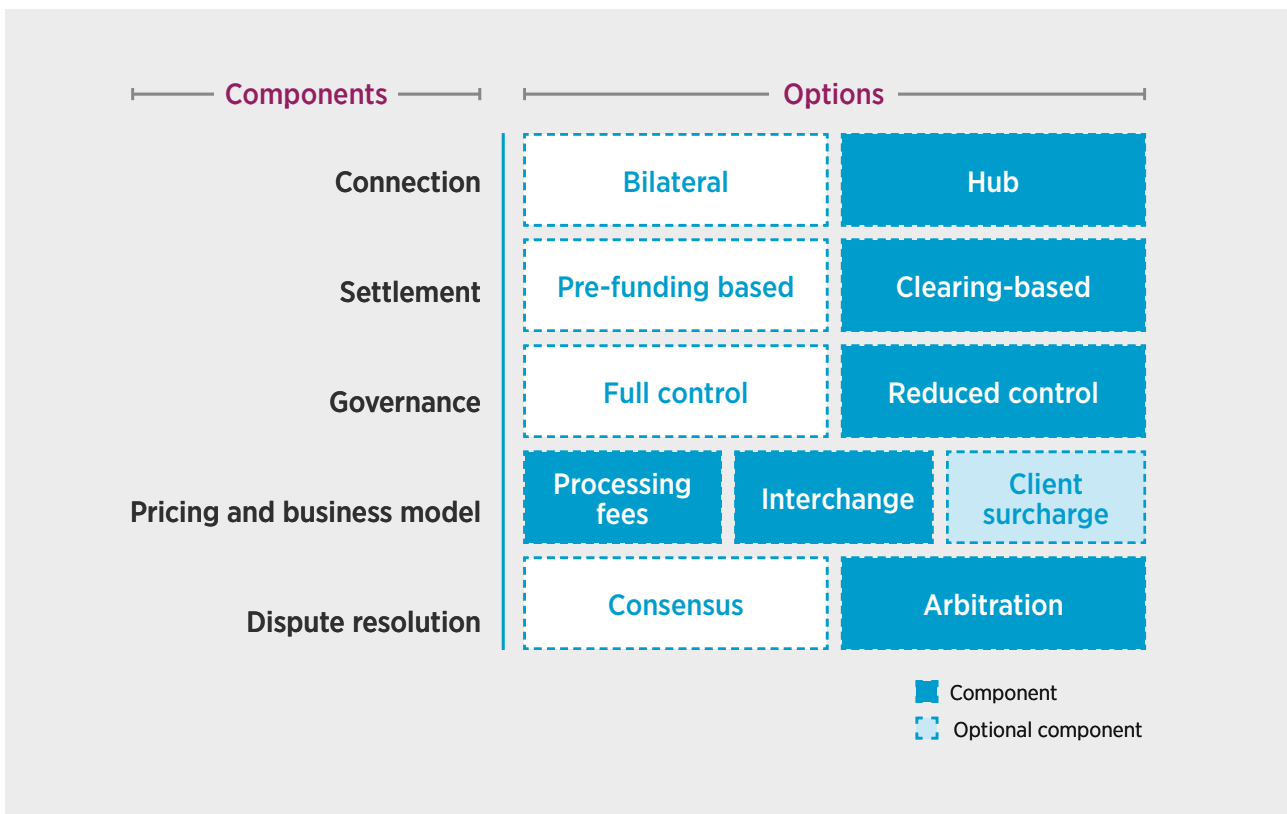 Components
Options
Connection
Bilateral
Hub
Settlement
Pre-funding based
Clearing-based
Governance
Full control
Reduced control
Pricing and business model
Processing
fees
Interchange
Client
surcharge
Dispute resolution
Consensus
Arbitration
Component
Optional component